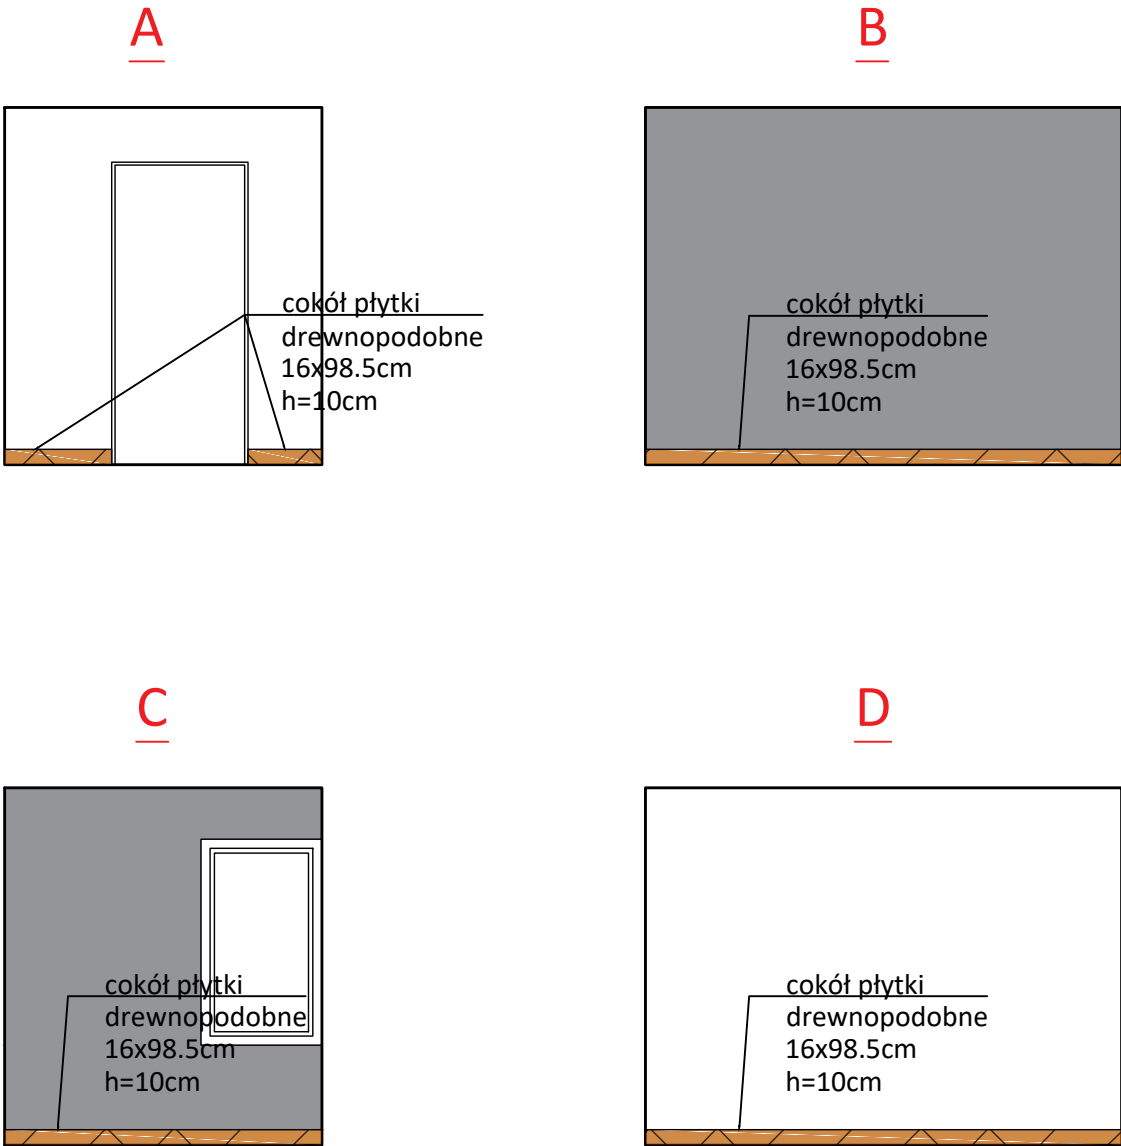 A
B
cokół płytki
drewnopodobne
16x98.5cm
h=10cm
cokół płytki
drewnopodobne
16x98.5cm
h=10cm
C
D
cokół płytki
drewnopodobne
16x98.5cm
h=10cm
cokół płytki
drewnopodobne
16x98.5cm
h=10cm